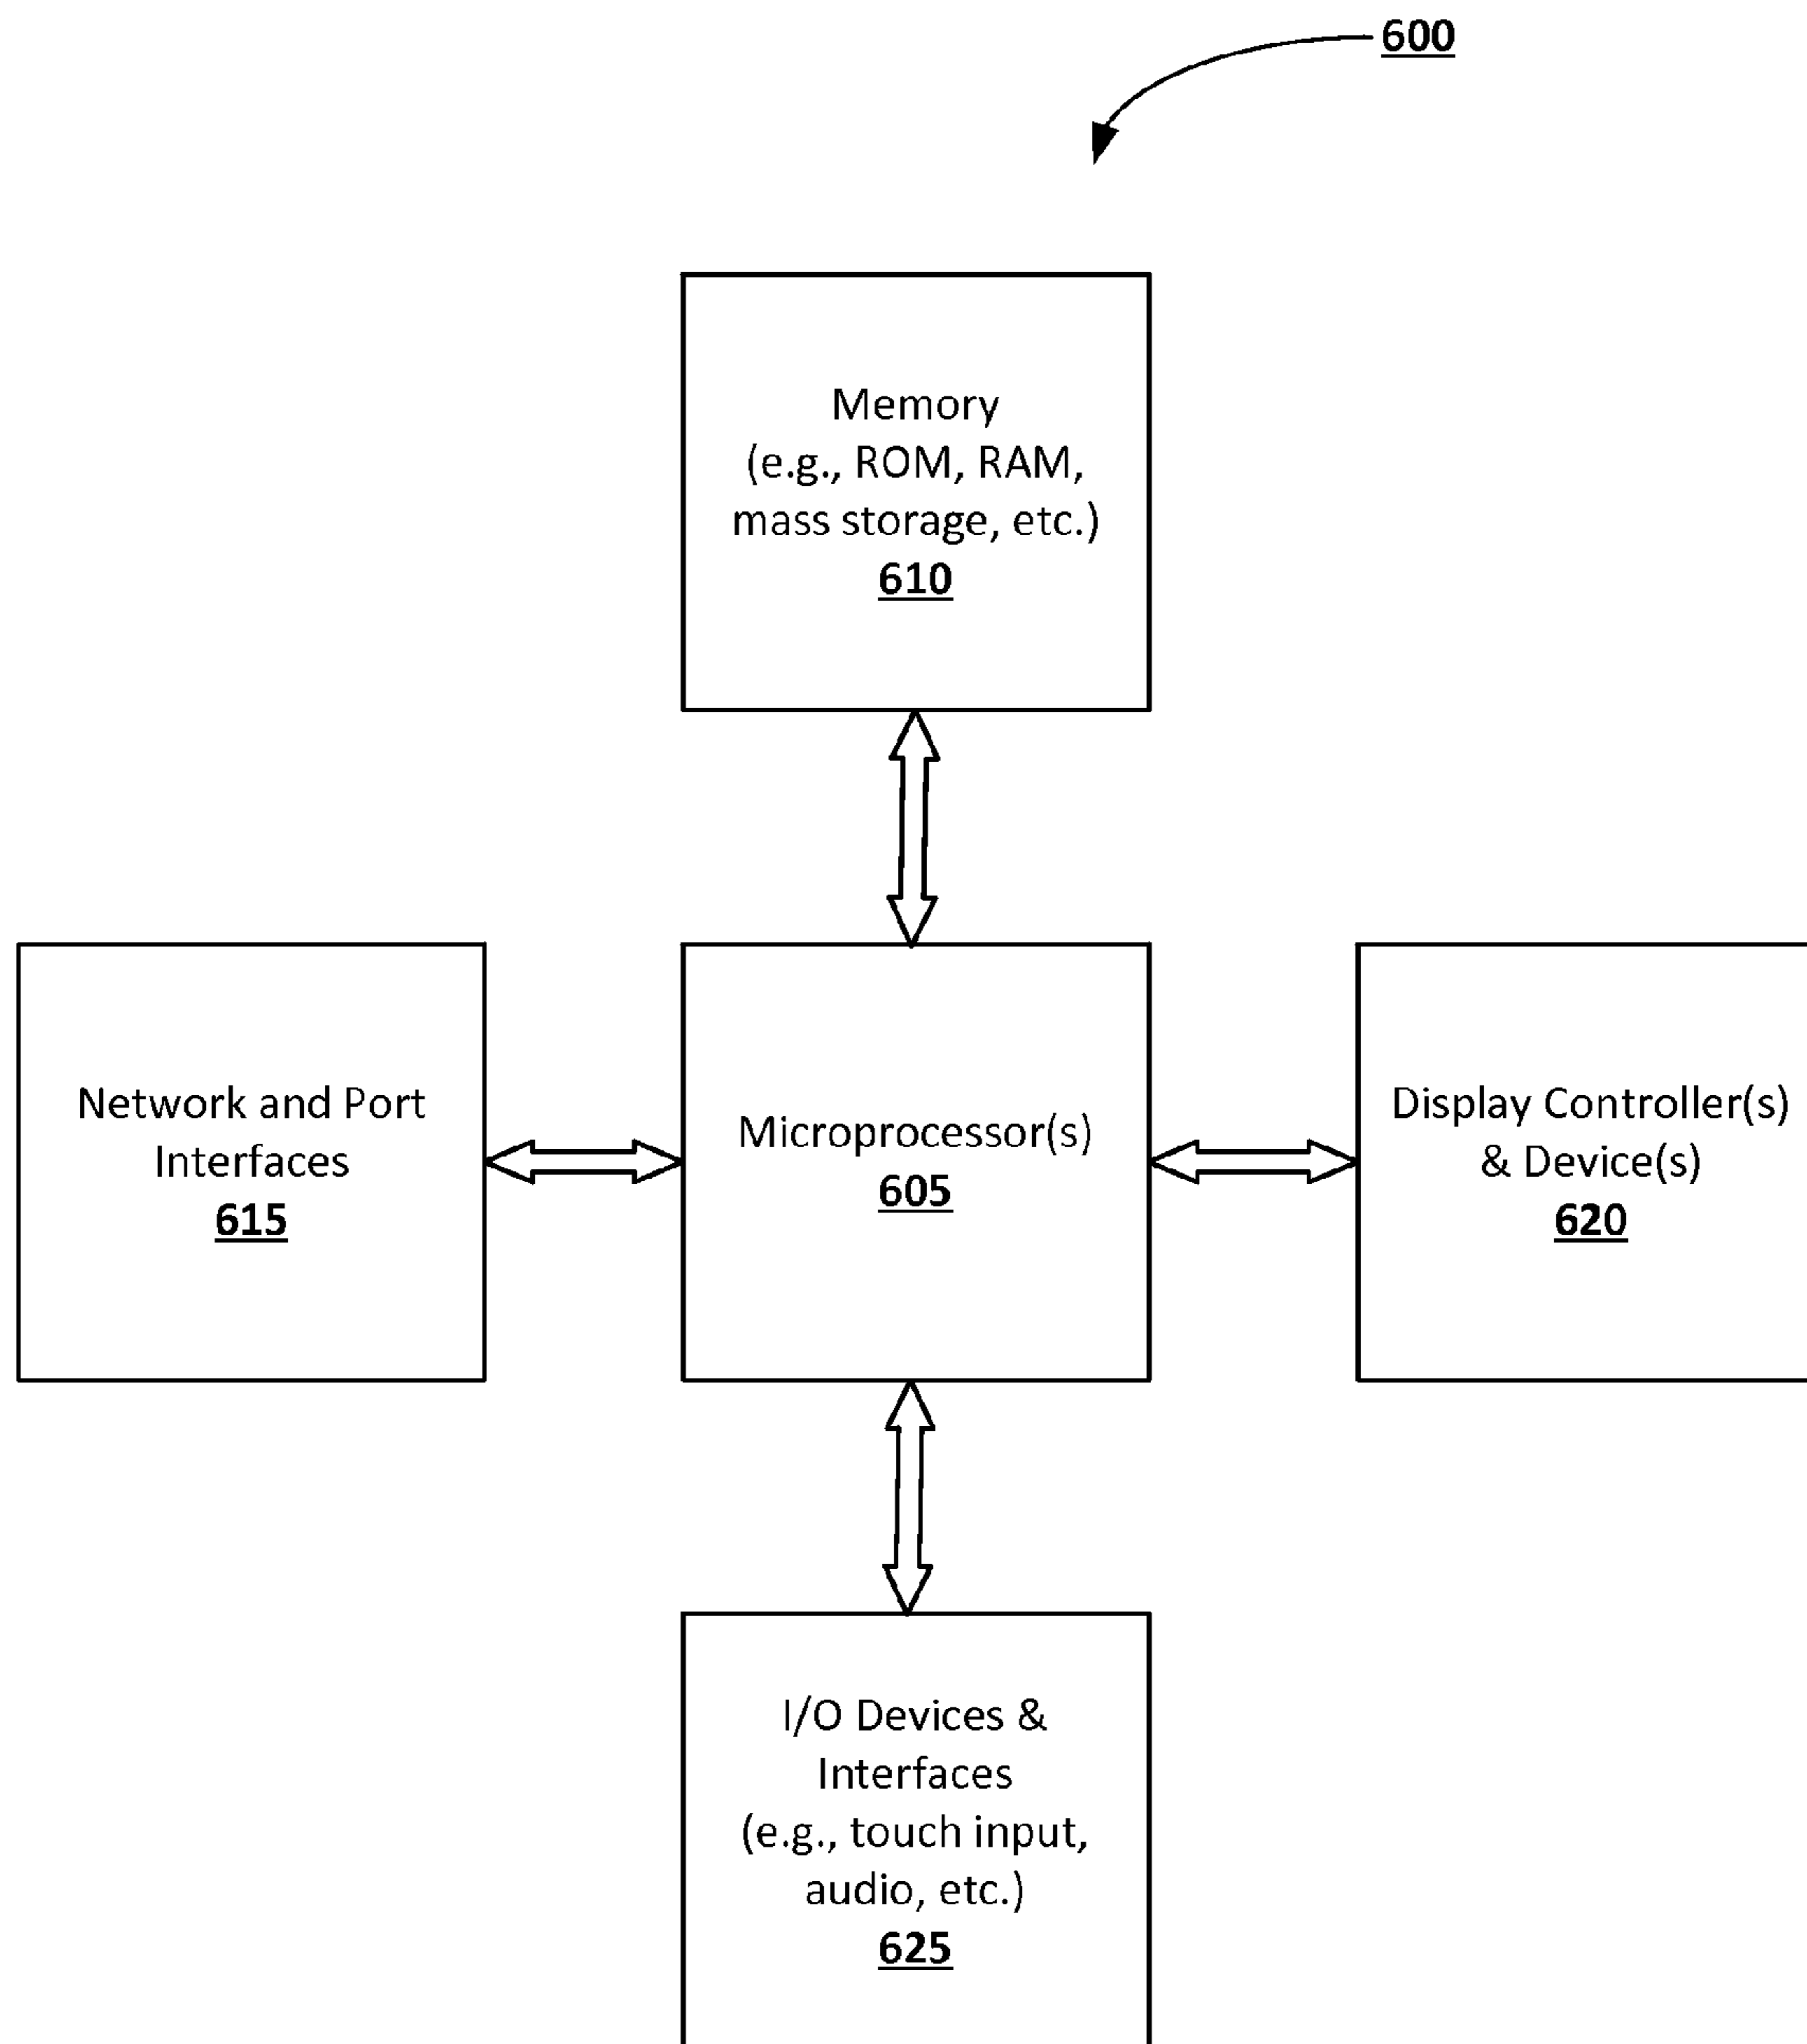 600
Memory
(e.g., ROM, RAM,
mass storage, etc.)
610
Network and Port
Interfaces
615
Microprocessor(s)
605
Display Controller(s)
& Device(s)
620
I/O Devices &
Interfaces
(e.g., touch input,
audio, etc.)
625